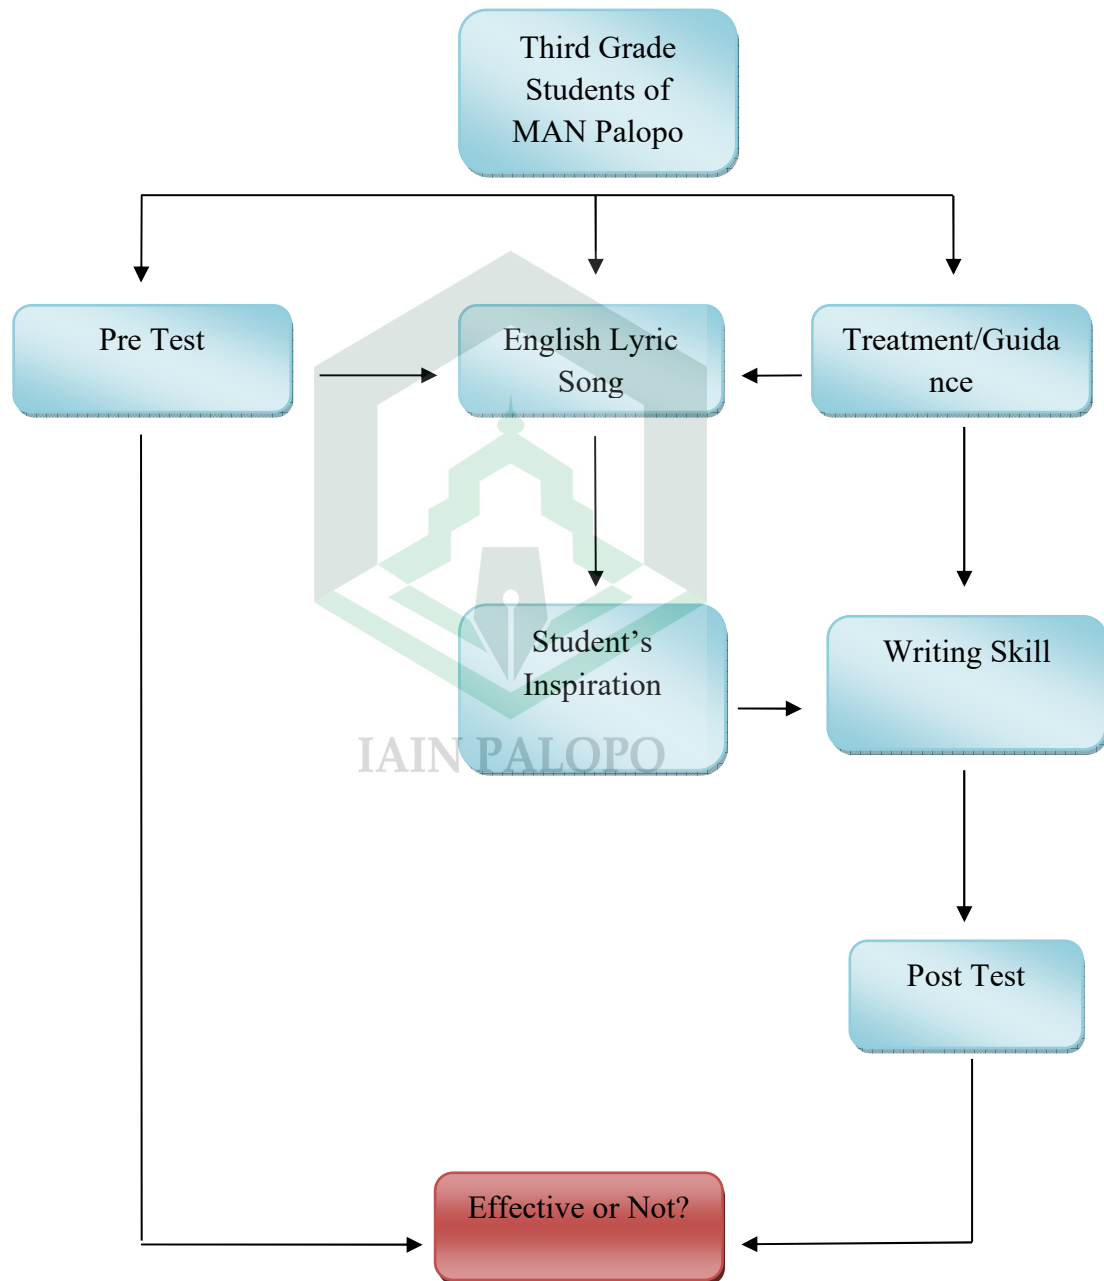 Third Grade
Students of
MAN Palopo
Pre Test
English Lyric
Song
Treatment/Guida
nce
Student’s
Inspiration
Writing Skill
IAIN PALOPO
Post Test
Effective or Not?